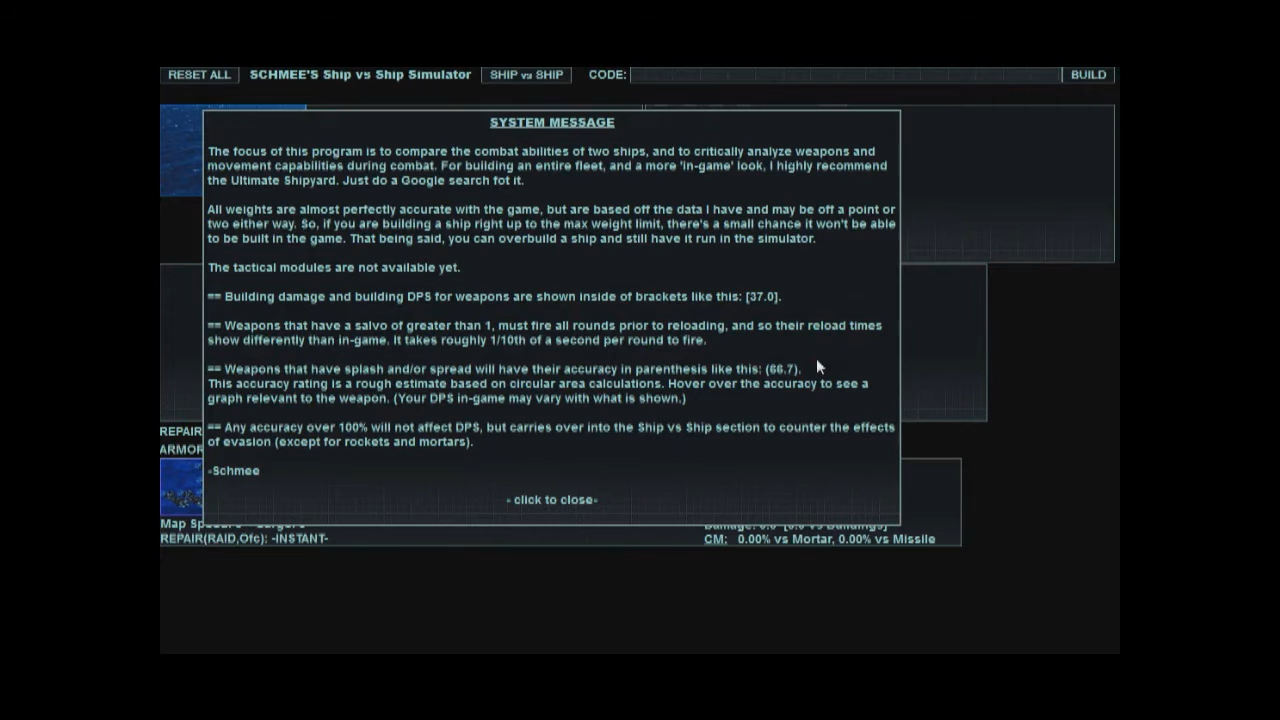 RESET ALL SCHMEE'S Ship vs Ship Simulator SHIP vs SHIP CODE: BUILD
SYSTEM MESSAGE
The focus of this program is to compare the combat abilities of two ships, and to critically analyze weapons and
movement capabilities during combat. For building an entire fleet, and a more 'in-game' look, I highly recommend
the Ultimate Shipyard. Just do a Google search fot it.
All weights are almost perfectly accurate with the game, but are based off the data I have and may be off a point or
two either way. So, if you are building a ship right up to the max weight limit, there's a small chance it won't be able
to be built in the game. That being said, you can overbuild a ship and still have it run in the simulator.
The tactical modules are not available yet.
== Building damage and building DPS for weapons are shown inside of brackets like this: [37.0].
== Weapons that have a salvo of greater than 1, must fire all rounds prior to reloading, and so their reload times
show differently than in-game. It takes roughly 1/10th of a second per round to fire.
== Weapons that have splash and/or spread will have their accuracy in parenthesis like this: (66.7).
This accuracy rating is a rough estimate based on circular area calculations. Hover over the accuracy to see a
graph relevant to the weapon. (Your DPS in-game may vary with what is shown.)
== Any accuracy over 100% will not affect DPS, but carries over into the Ship vs Ship section to counter the effects
of evasion (except for rockets and mortars).
-Schmee
- click to close-
REPAIR
ARMOR
Map
REPAIR(RAID,Ofc): -INSTANT-
CM: 0.00% vs Mortar, 0.00% vs Missile